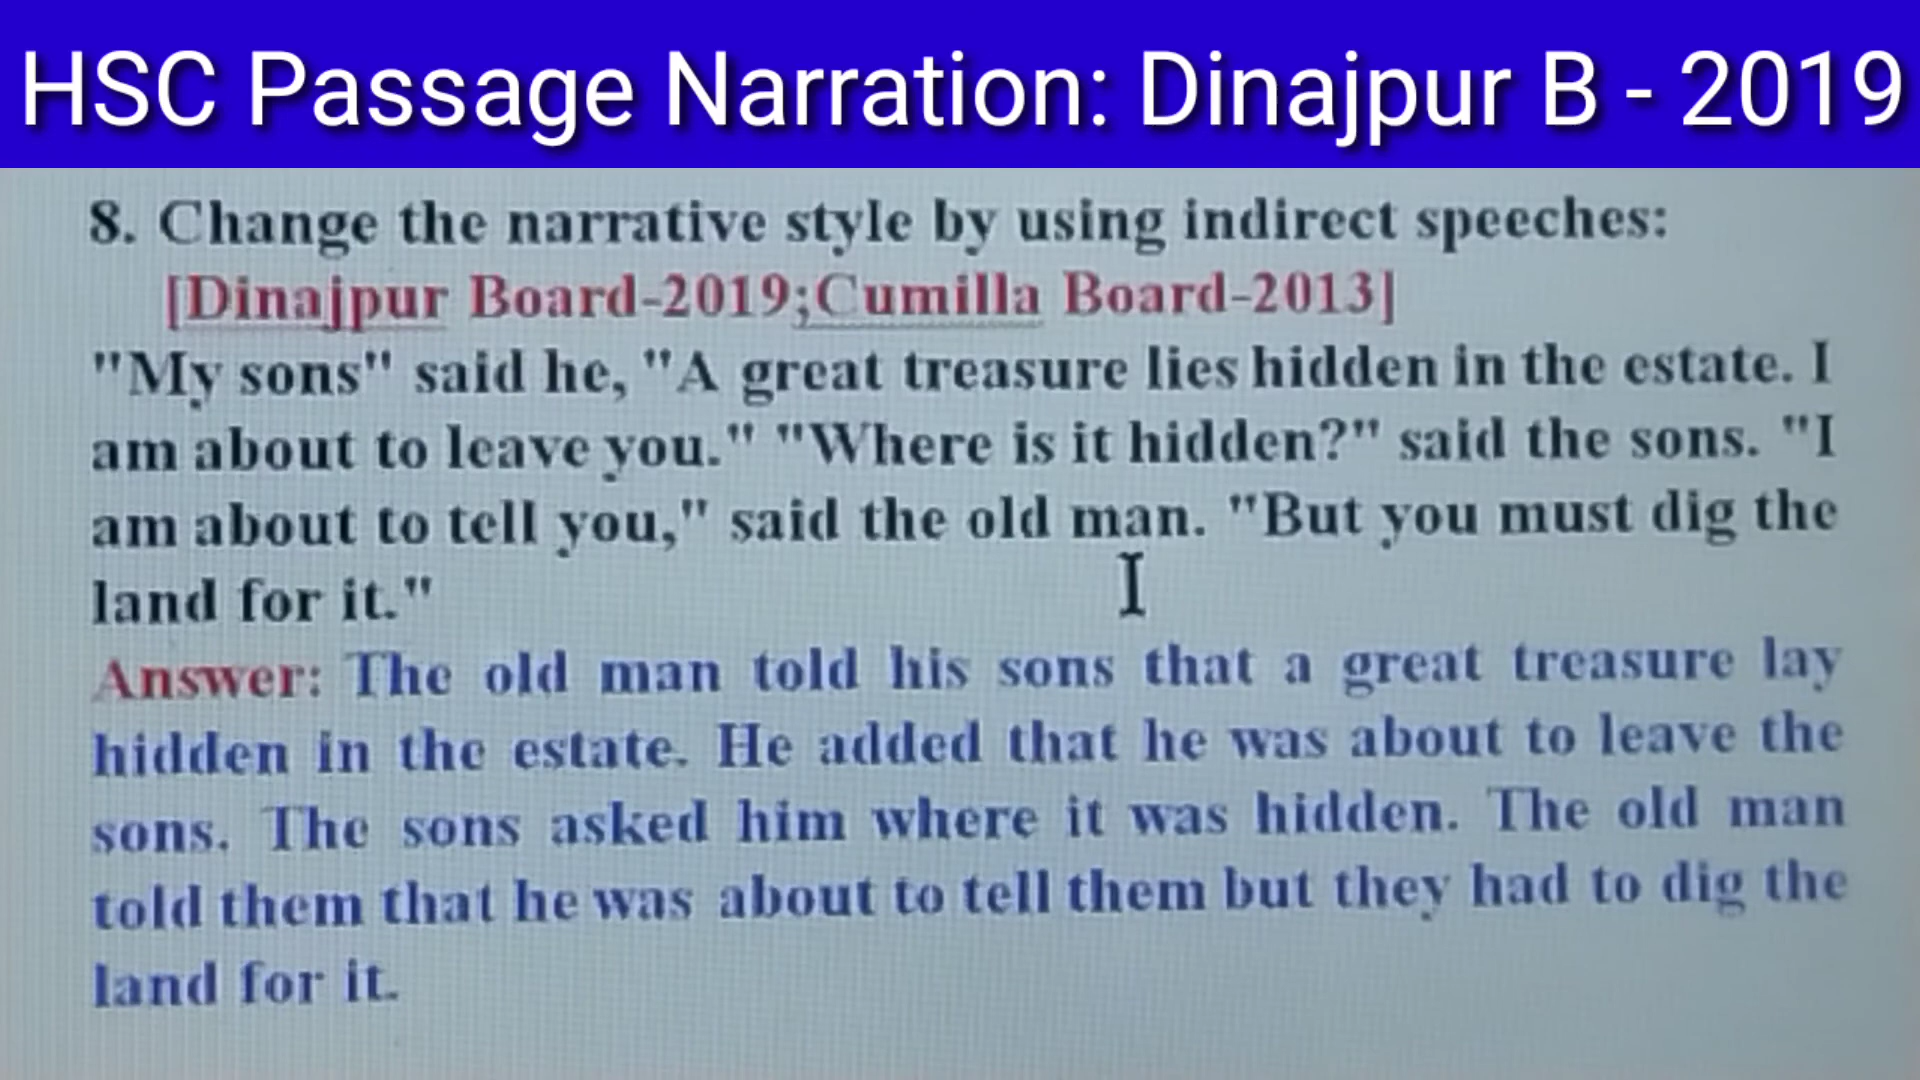 HSC Passage Narration: Dinajpur B - 2019
8. Change the narrative style by using indirect speeches:
[Dinajpur Board-2019;Cumilla Board-2013]
"My sons" said he, "A great treasure lies hidden in the estate. I
am about to leave you." "Where is it hidden?" said the sons. "I
am about to tell you," said the old man. "But you must dig the
land for it."
Answer: The old man told his sons that a great treasure lay
hidden in the estate. He added that he was about to leave the
sons. The sons asked him where it was hidden. The old man
told them that he was about to tell them but they had to dig the
land for it.